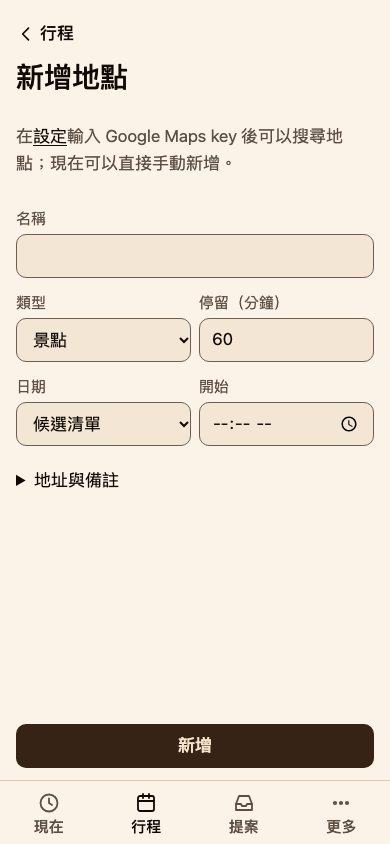 行程
新增地點
在設定輸入 Google Maps key 後可以搜尋地
點；現在可以直接手動新增。
名稱
類型
停留（分鐘）
景點
60
日期
開始
候選清單
--:-- --
地址與備註
新增
現在
行程
提案
更多